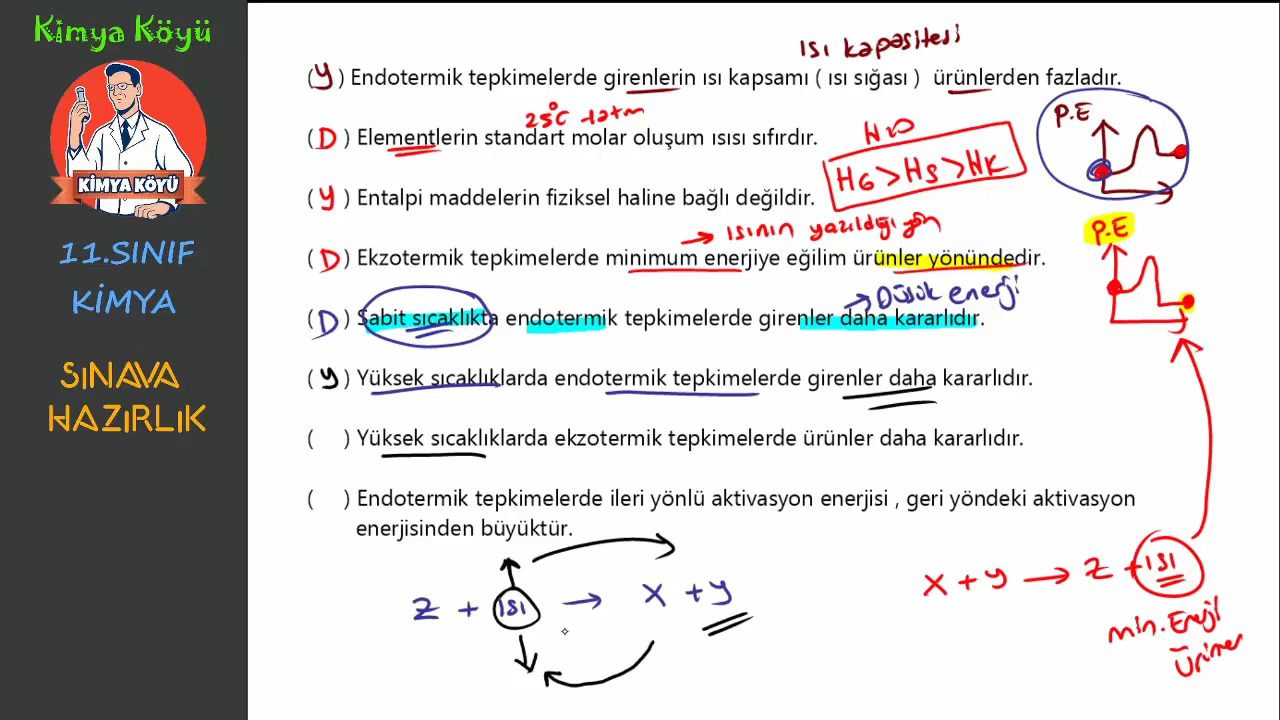 Kimya Köyü
KİMYA KÖYÜ
11.SINIF
KİMYA
SINAVA
HAZIRLIK
ısı kapasitesi
(y) Endotermik tepkimelerde girenlerin ısı kapsamı ( ısı sığası ) ürünlerden fazladır.
25°C 1atm
(D) Elementlerin standart molar oluşum ısısı sıfırdır.
H2O
HG > HS > HK
P.E
(y) Entalpi maddelerin fiziksel haline bağlı değildir.
→ ısının yazıldığı yön
P.E
(D) Ekzotermik tepkimelerde minimum enerjiye eğilim ürünler yönündedir.
→ Düşük enerji
(D) Sabit sıcaklıkta endotermik tepkimelerde girenler daha kararlıdır.
(y) Yüksek sıcaklıklarda endotermik tepkimelerde girenler daha kararlıdır.
( ) Yüksek sıcaklıklarda ekzotermik tepkimelerde ürünler daha kararlıdır.
( ) Endotermik tepkimelerde ileri yönlü aktivasyon enerjisi , geri yöndeki aktivasyon
enerjisinden büyüktür.
z + ısı → x + y
x + y → z + ısı
min. Enerji
ürünler